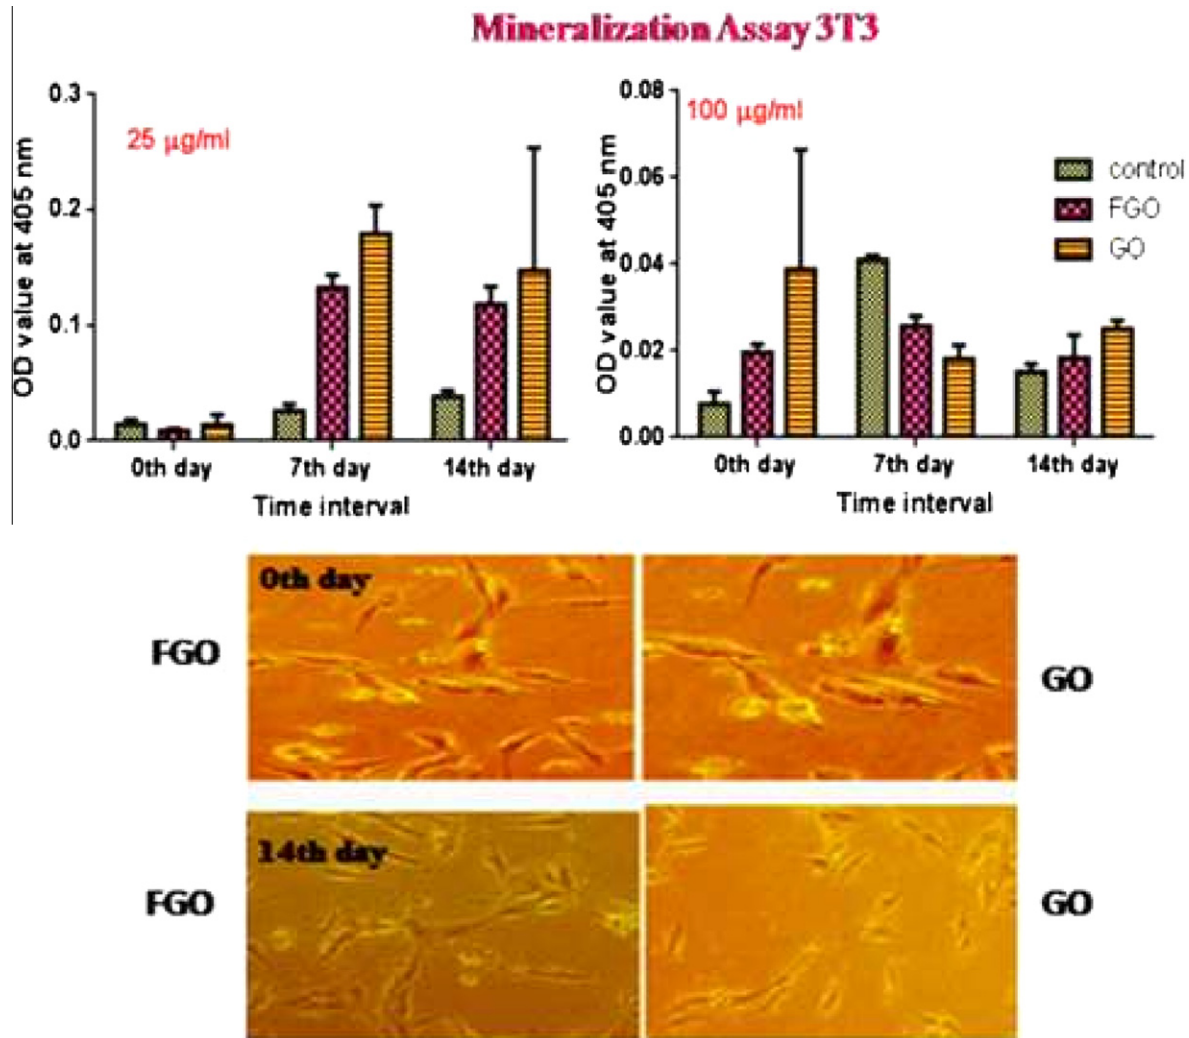 Mineralization Assay 3T3
OD value at 405 nm
0.3
0.2
0.1
0.0
25 μg/ml
0th day
7th day
14th day
Time interval
OD value at 405 nm
0.08
0.06
0.04
0.02
0.00
100 μg/ml
0th day
7th day
14th day
Time interval
control
FGO
GO
0th day
FGO
GO
14th day
FGO
GO